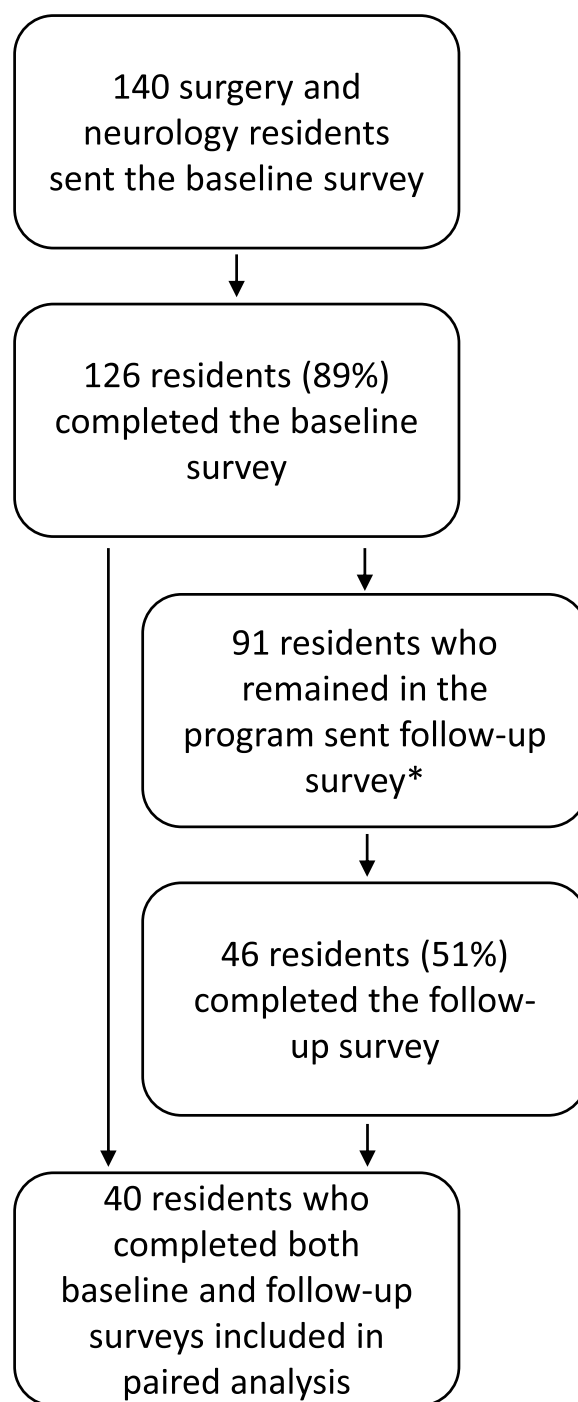 140 surgery and
neurology residents
sent the baseline survey
126 residents (89%)
completed the baseline
survey
91 residents who
remained in the
program sent follow-up
survey*
46 residents (51%)
completed the follow-
up survey
40 residents who
completed both
baseline and follow-up
surveys included in
paired analysis